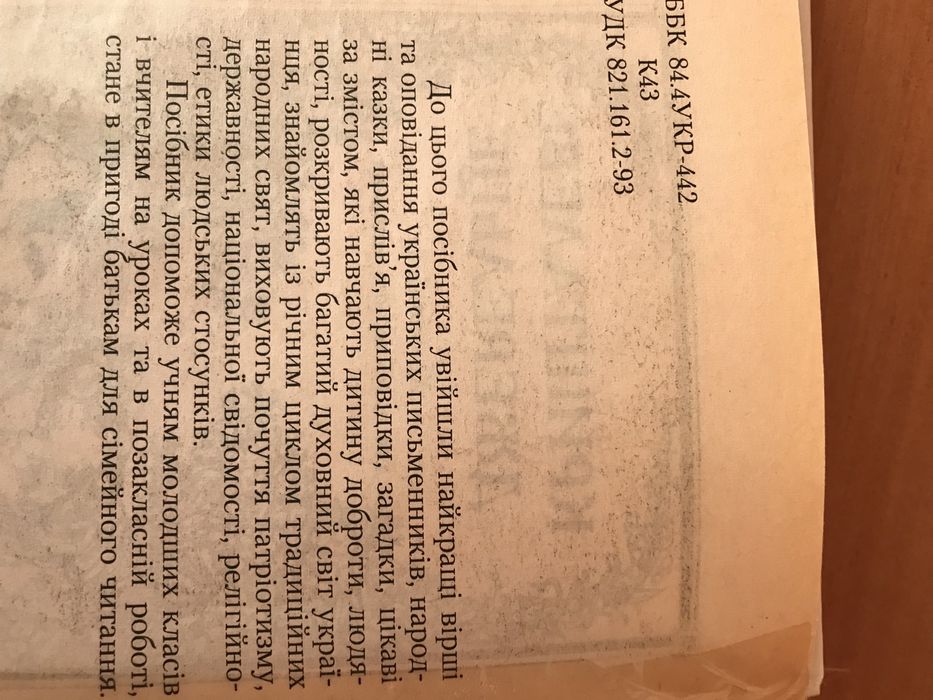 ББК 84.4УКР-442
К43
УДК 821.161.2-93
До цього посібника увійшли найкращі вірші
та оповідання українських письменників, народ-
ні казки, прислів'я, приповідки, загадки, цікаві
за змістом, які навчають дитину доброти, людя-
ності, розкривають багатий духовний світ украї-
нця, знайомлять із річним циклом традиційних
народних свят, виховують почуття патріотизму,
державності, національної свідомості, релігійно-
сті, етики людських стосунків.
Посібник допоможе учням молодших класів
і вчителям на уроках та в позакласній роботі,
стане в пригоді батькам для сімейного читання.